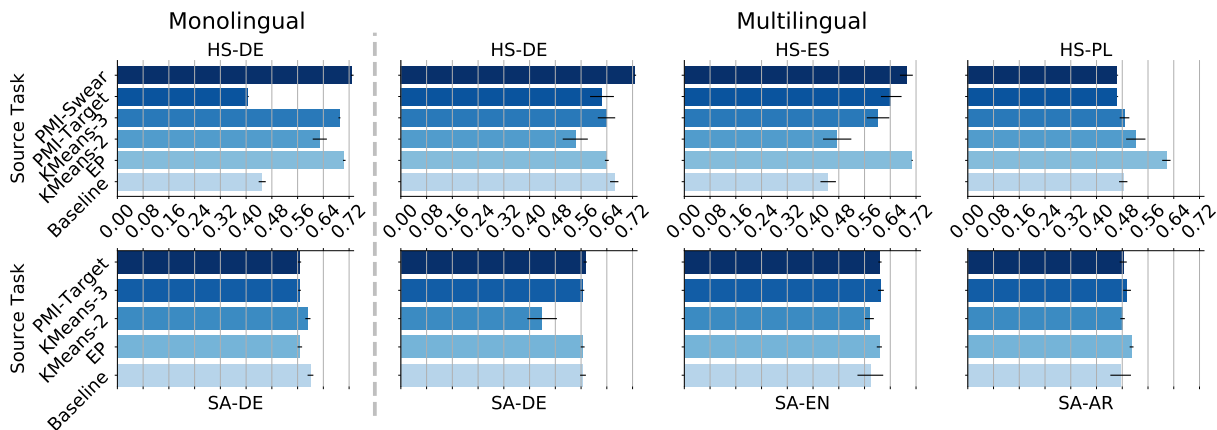 Monolingual
Multilingual
HS-DE
HS-DE
HS-ES
HS-PL
Source Task
PMI-Swear
PMI-Target
KMeans-3
KMeans-2
EP
Baseline
0.00 0.08 0.16 0.24 0.32 0.40 0.48 0.56 0.64 0.72
0.00 0.08 0.16 0.24 0.32 0.40 0.48 0.56 0.64 0.72
0.00 0.08 0.16 0.24 0.32 0.40 0.48 0.56 0.64 0.72
0.00 0.08 0.16 0.24 0.32 0.40 0.48 0.56 0.64 0.72
Source Task
PMI-Target
KMeans-3
KMeans-2
EP
Baseline
SA-DE
SA-DE
SA-EN
SA-AR